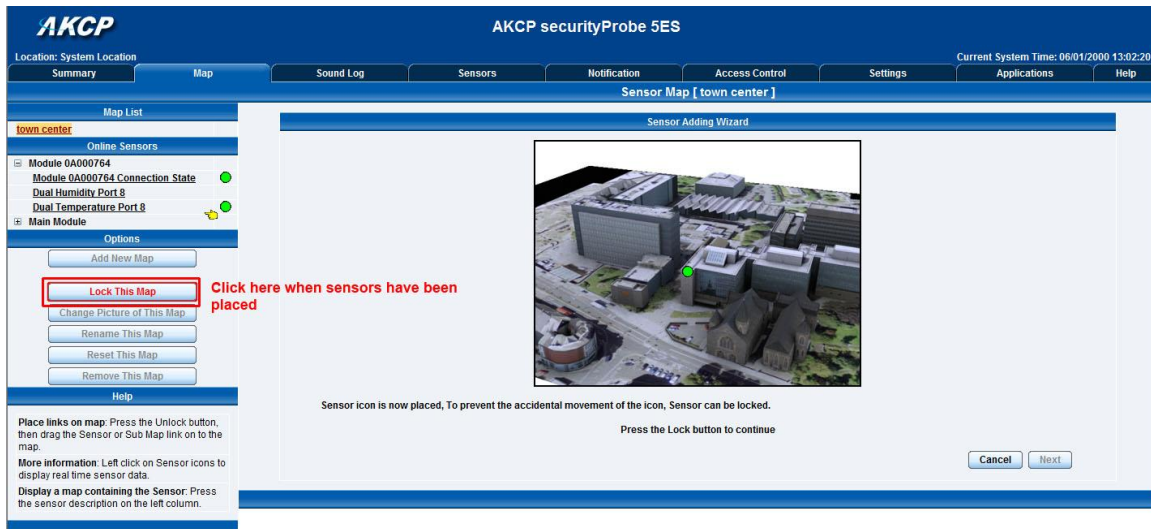 AKCP
AKCP securityProbe 5ES
Location: System Location
Current System Time: 06/01/2000 13:02:20
Summary
Map
Sound Log
Sensors
Notification
Access Control
Settings
Applications
Help
Sensor Map [ town center ]
Map List
town center
Online Sensors
Module 0A000764
Module 0A000764 Connection State
Dual Humidity Port 8
Dual Temperature Port 8
Main Module
Options
Add New Map
Lock This Map
Change Picture of This Map
Rename This Map
Reset This Map
Remove This Map
Click here when sensors have been
placed
Help
Place links on map: Press the Unlock button,
then drag the Sensor or Sub Map link on to the
map.
More information: Left click on Sensor icons to
display real time sensor data.
Display a map containing the Sensor: Press
the sensor description on the left column.
Sensor Adding Wizard
Sensor icon is now placed, To prevent the accidental movement of the icon, Sensor can be locked.
Press the Lock button to continue
Cancel
Next